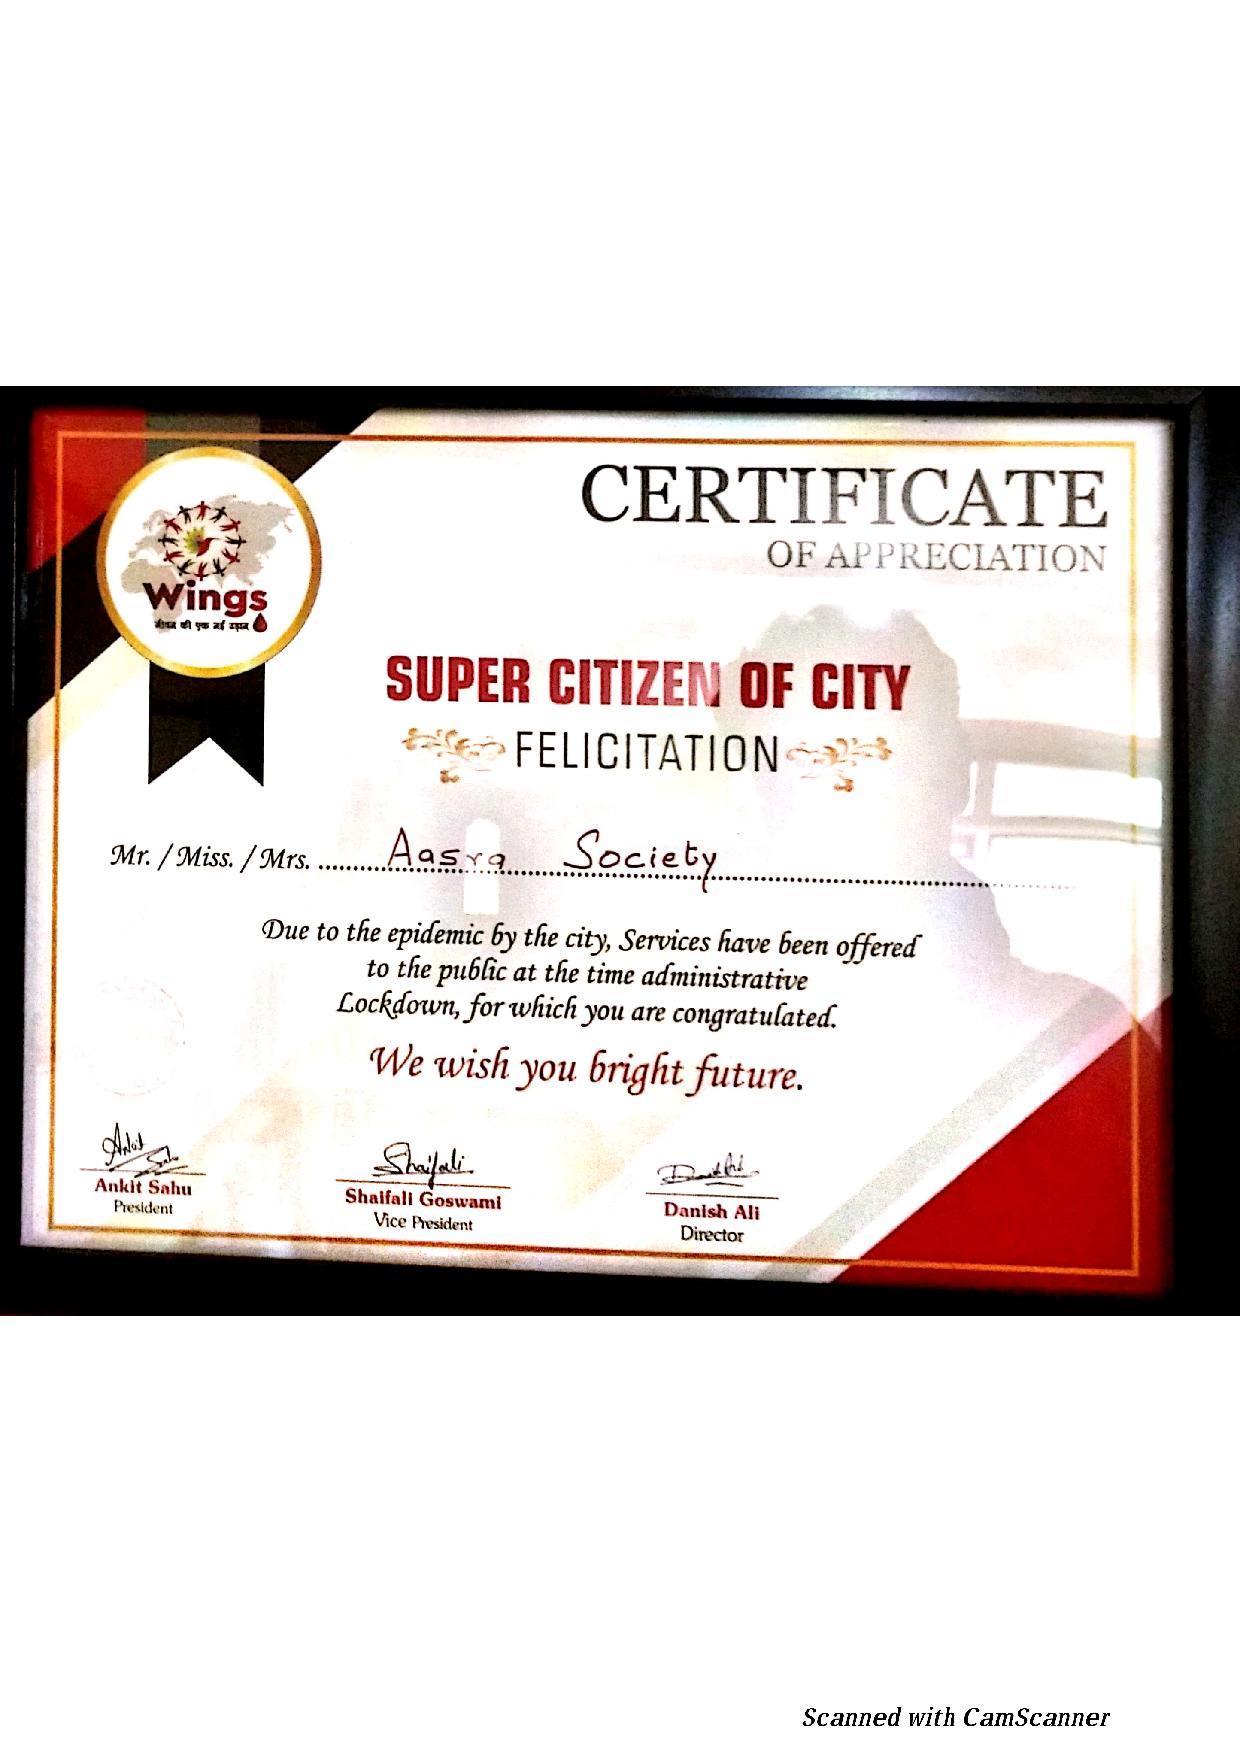 CERTIFICATE
OF APPRECIATION
Wings
जीवन की एक नई उड़ान
SUPER CITIZEN OF CITY
FELICITATION
Mr. / Miss. / Mrs. ........ Aasra Society ........
Due to the epidemic by the city, Services have been offered
to the public at the time administrative
Lockdown, for which you are congratulated.
We wish you bright future.
Ankit Sahu
Ankit Sahu
President
Shaifali
Shaifali Goswami
Vice President
Danish Ali
Director
Scanned with CamScanner